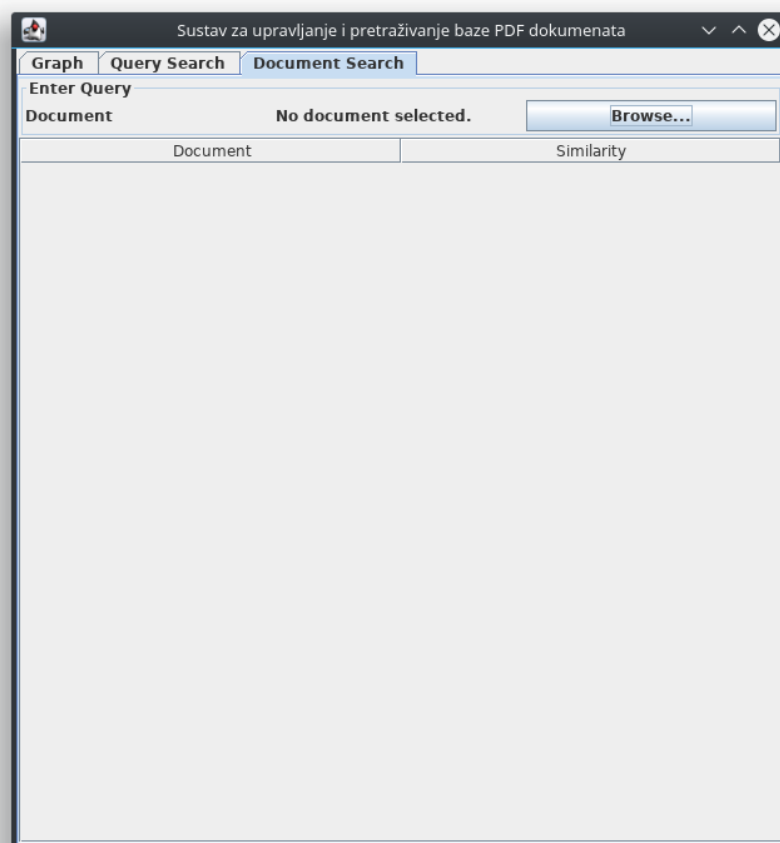 Sustav za upravljanje i pretraživanje baze PDF dokumenata
Graph Query Search Document Search
Enter Query
Document No document selected. Browse...
Document Similarity